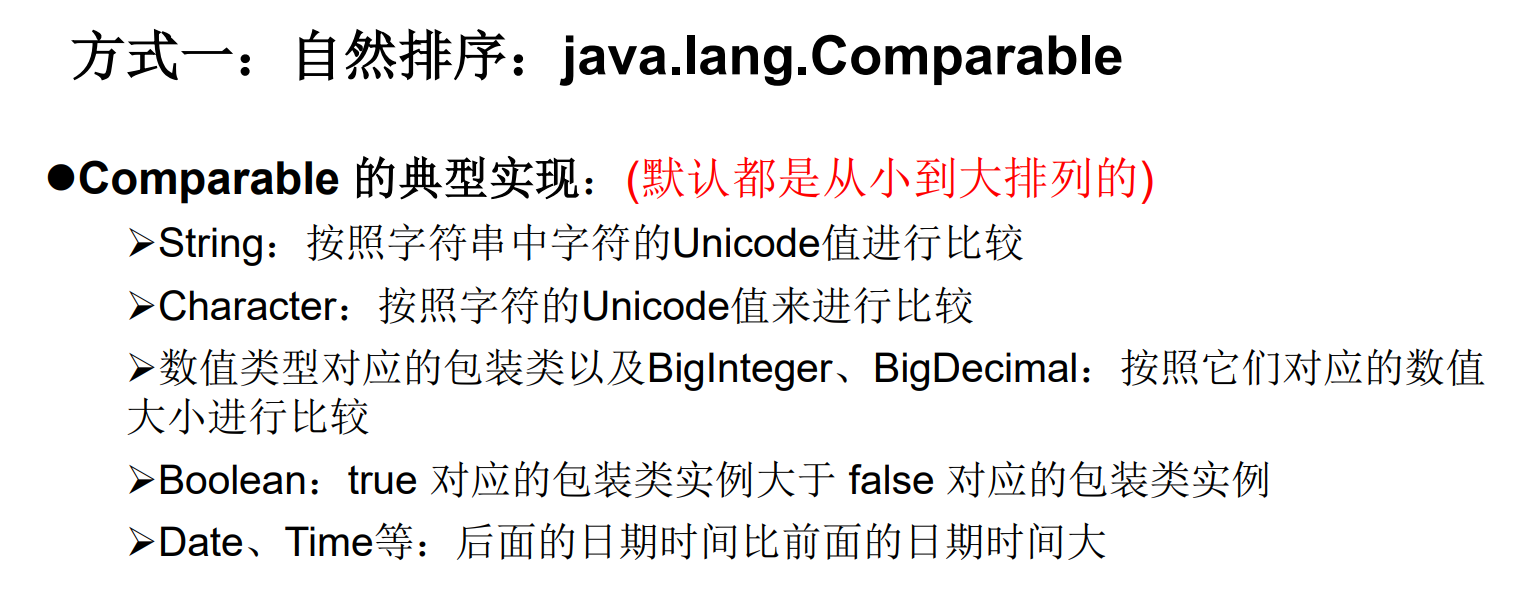 方式一：自然排序：java.lang.Comparable
●Comparable 的典型实现：(默认都是从小到大排列的)
➢String：按照字符串中字符的Unicode值进行比较
➢Character：按照字符的Unicode值来进行比较
➢数值类型对应的包装类以及BigInteger、BigDecimal：按照它们对应的数值
大小进行比较
➢Boolean：true 对应的包装类实例大于 false 对应的包装类实例
➢Date、Time等：后面的日期时间比前面的日期时间大